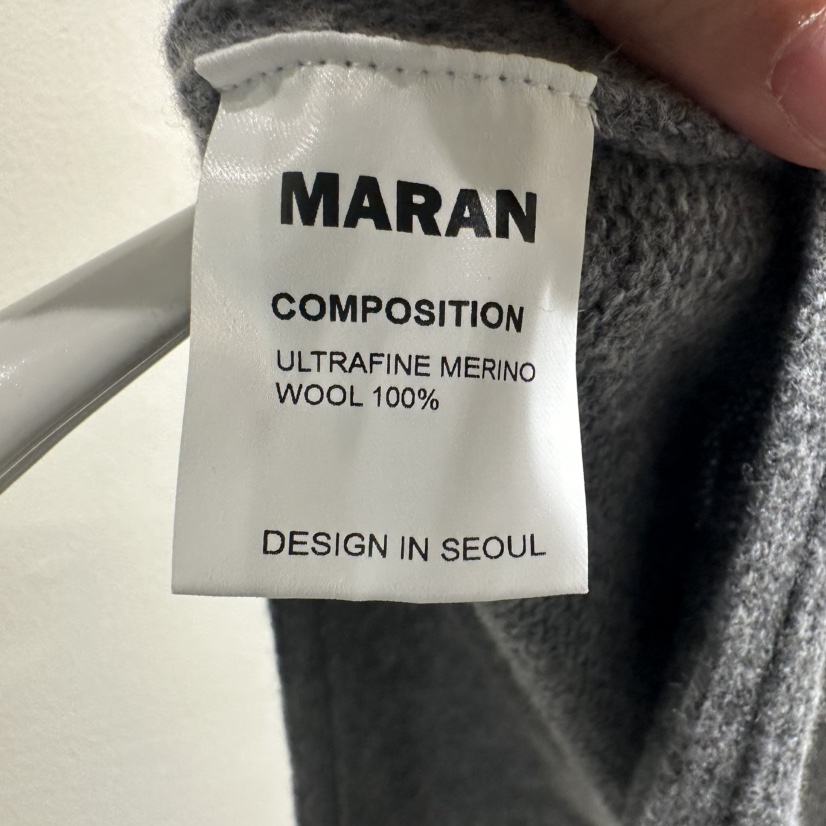 MARAN
COMPOSITION
ULTRAFINE MERINO
WOOL 100%
DESIGN IN SEOUL